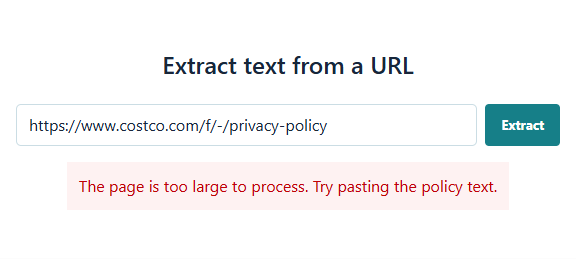 Extract text from a URL
https://www.costco.com/f/-/privacy-policy
Extract
The page is too large to process. Try pasting the policy text.